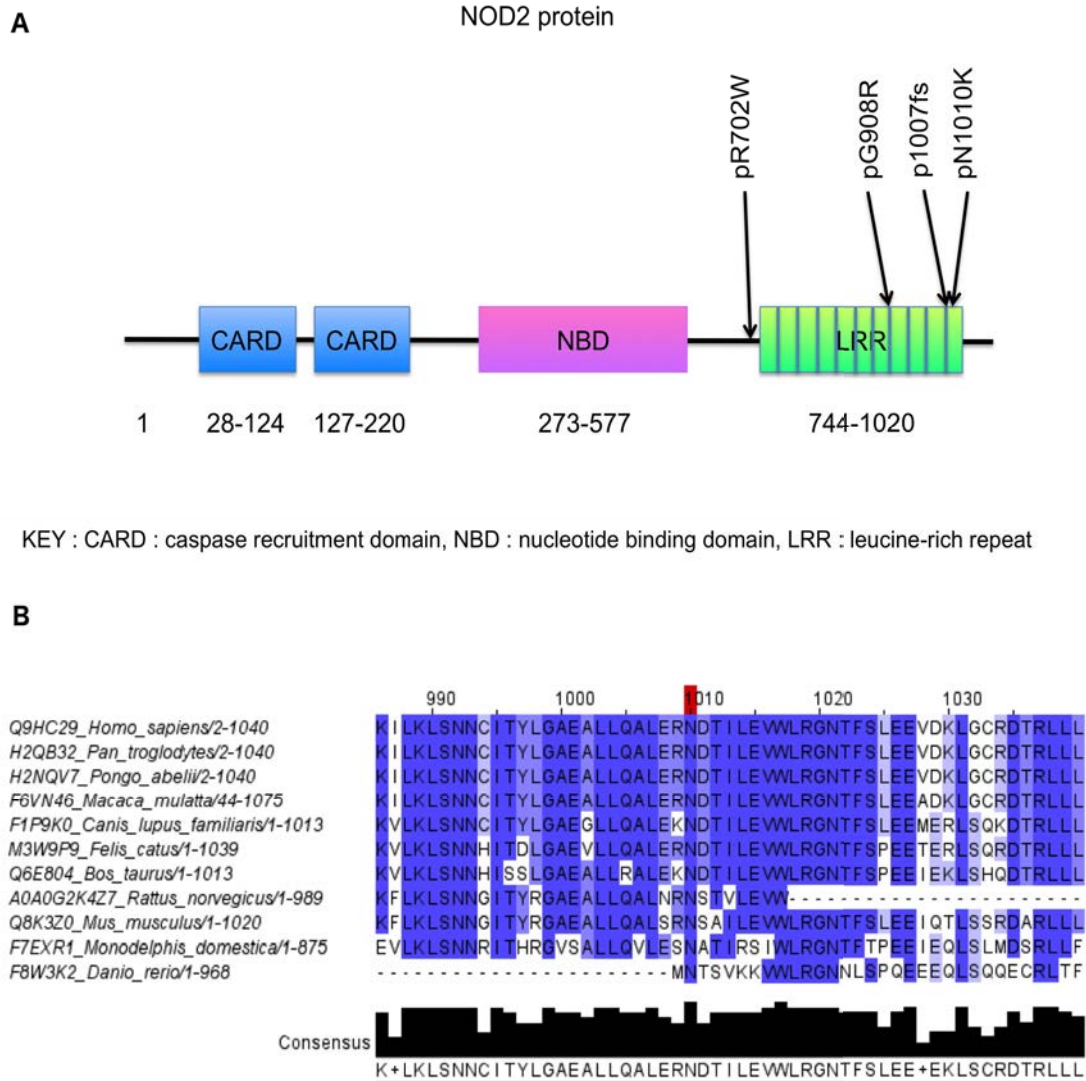 A
NOD2 protein
pR702W pG908R p1007fs pN1010K
CARD CARD NBD LRR
1 28-124 127-220 273-577 744-1020
KEY : CARD : caspase recruitment domain, NBD : nucleotide binding domain, LRR : leucine-rich repeat
B
990 1000 1010 1020 1030
Q9HC29_Homo_sapiens/2-1040 KILKLSNNCITYLGAEALLQALERNDTILEVWLRGNTFSLEEVDKLGCRDTRLLL
H2QB32_Pan_troglodytes/2-1040 KILKLSNNCITYLGAEALLQALERNDTILEVWLRGNTFSLEEVDKLGCRDTRLLL
H2NQV7_Pongo_abelii/2-1040 KILKLSNNCITYLGAEALLQALERNDTILEVWLRGNTFSLEEVDKLGCRDTRLLL
F6VN46_Macaca_mulatta/44-1075 KILKLSNNCITYLGAEALLQALERNDTILEVWLRGNTFSLEEADKLGCRDTRLLL
F1P9K0_Canis_lupus_familiaris/1-1013 KVLKLSNNCITYLGAEGLLQALEKNDTILEVWLRGNTFSLEEMERLSQKDTRLLL
M3W9P9_Felis_catus/1-1039 KVLKLSNNHITDLGAEVLLQALERNDTILEVWLRGNTFSPEETERLSQRDTRLLL
Q6E804_Bos_taurus/1-1013 KVLKLSNNHISSLGAEALLRALEKNDTILEVWLRGNTFSPEEIEKLSHQDTRLLL
A0A0G2K4Z7_Rattus_norvegicus/1-989 KFLKLSNNGITYRGAEALLQALNRNSTVLEVW-----------------------
Q8K3Z0_Mus_musculus/1-1020 KFLKLSNNGITYRGAEALLQALSRNSAILEVWLRGNTFSLEEIQTLSSRDARLLL
F7EXR1_Monodelphis_domestica/1-875 EVLKLSNNRITHRGVSALLQVLESNATIRSIWLRGNTFTPEEIEQLSLMDSRLLF
F8W3K2_Danio_rerio/1-968 -----------------------MNTSVKKVWLRGNNLSPQEEEQLSQQECRLTF
Consensus
K+LKLSNNCITYLGAEALLQALERNDTILEVWLRGNTFSLEE+EKLSCRDTRLLL